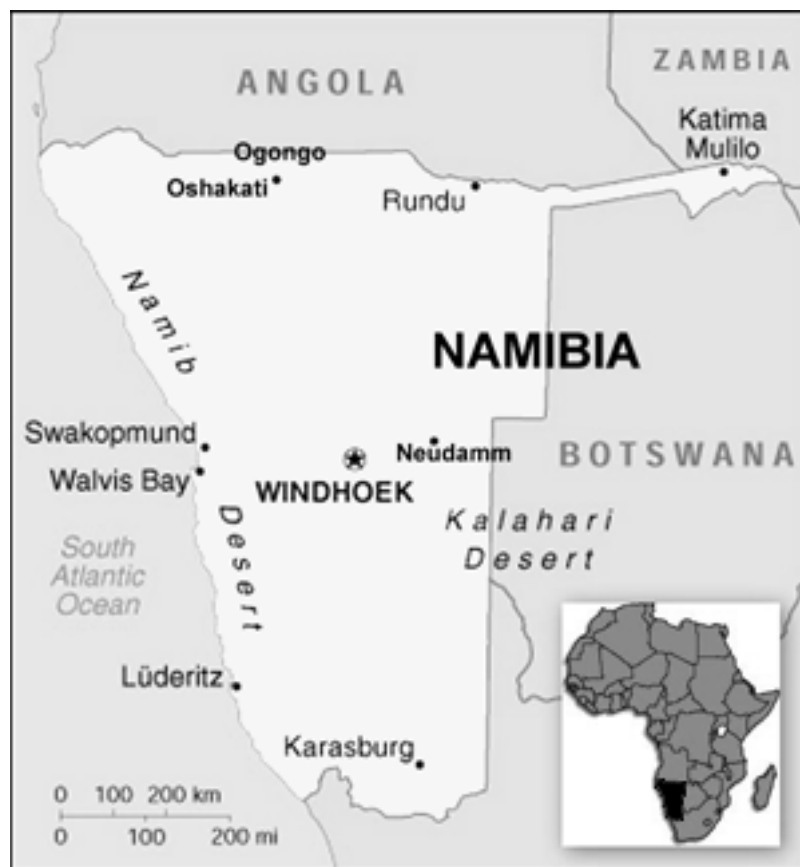 ANGOLA
ZAMBIA
Katima
Mulilo
Ogongo
Oshakati
Rundu
Namib
NAMIBIA
Swakopmund
Neudamm
BOTSWANA
Walvis Bay
WINDHOEK
Desert
Kalahari
Desert
South
Atlantic
Ocean
Lüderitz
Karasburg
0 100 200 km
0 100 200 mi